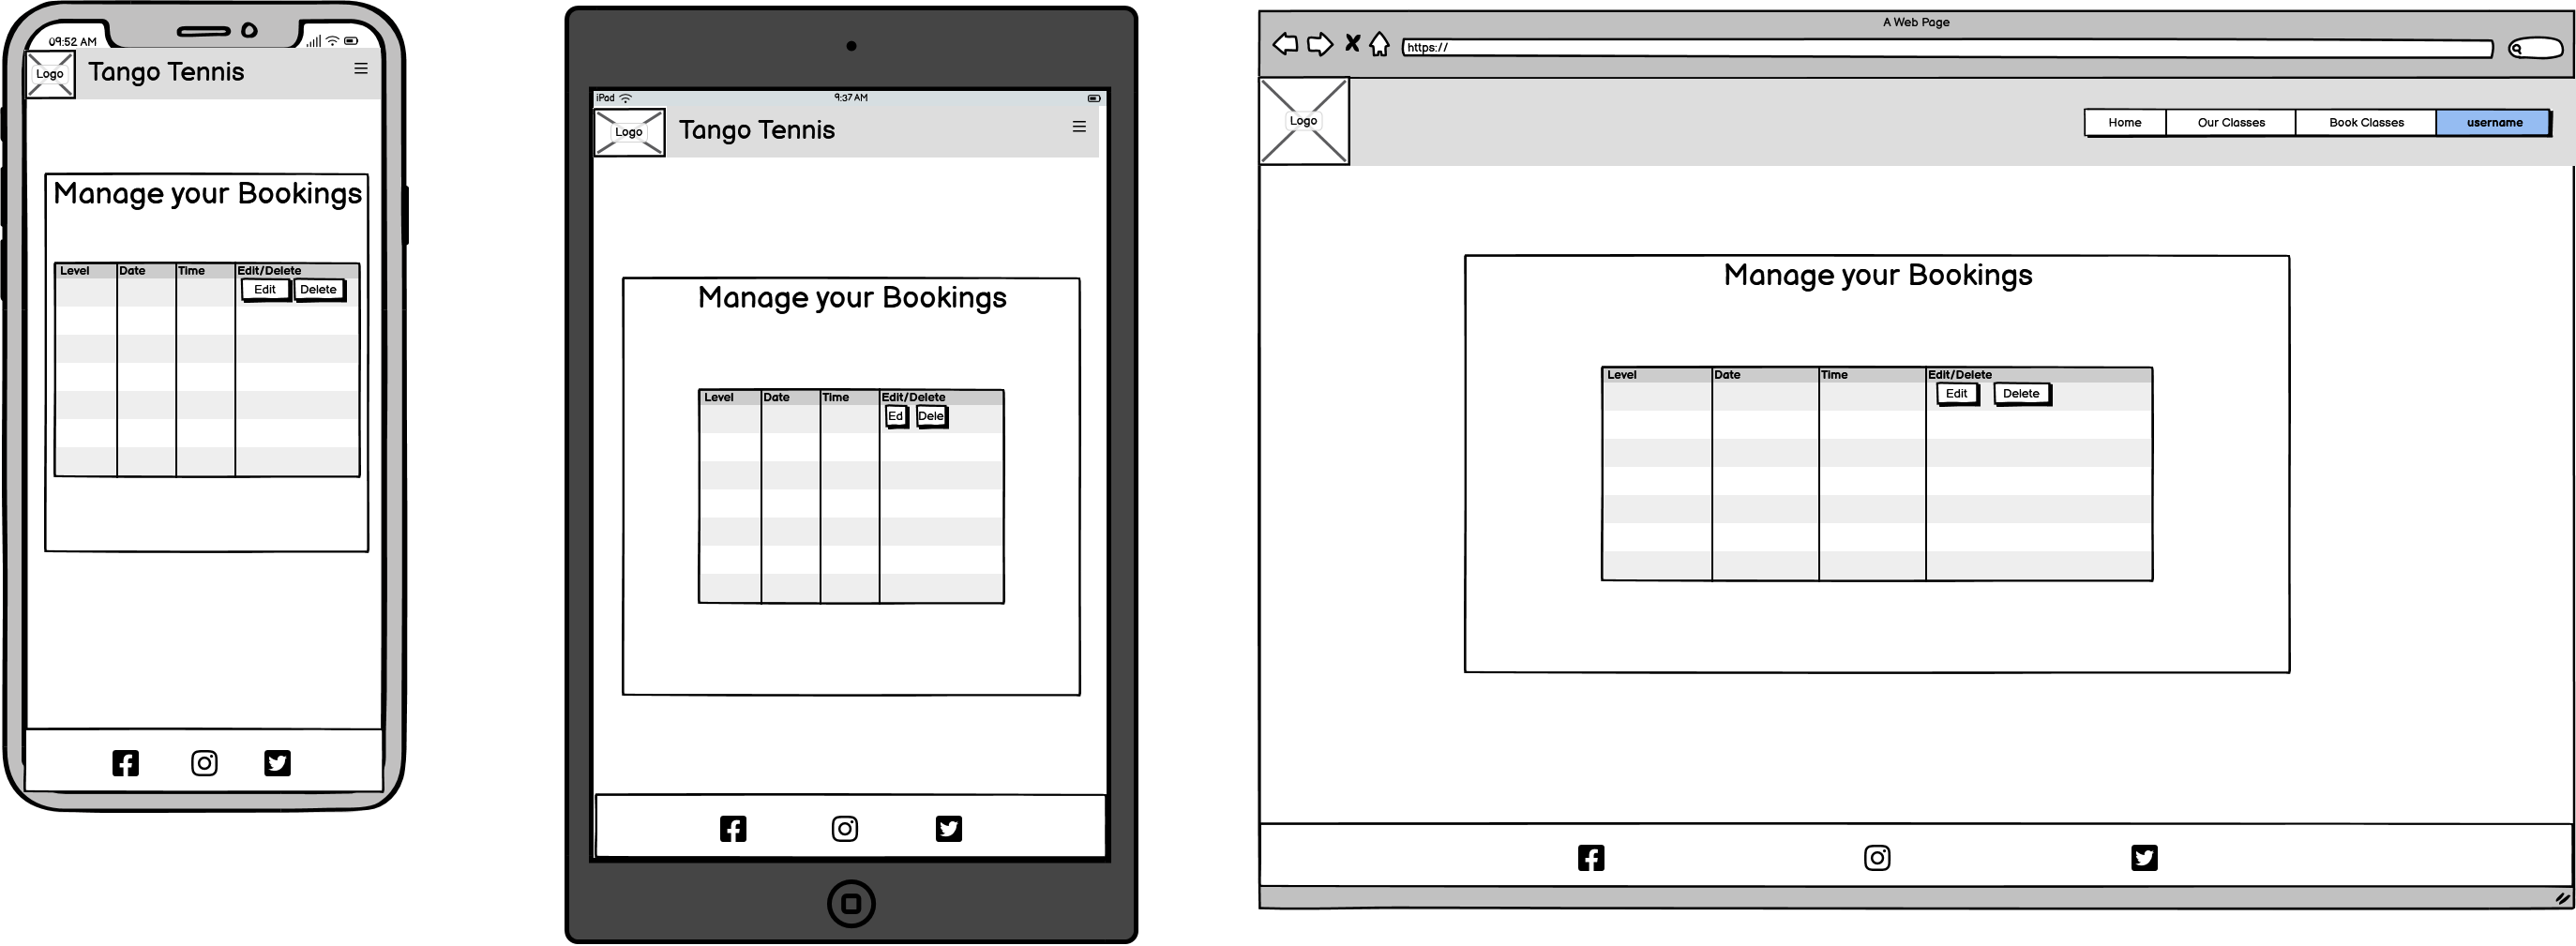 09:52 AM
Logo
Tango Tennis
Manage your Bookings
Level Date Time Edit/Delete
Edit Delete
iPad 9:37 AM
Logo
Tango Tennis
Manage your Bookings
Level Date Time Edit/Delete
Ed Dele
A Web Page
https://
Logo
Home Our Classes Book Classes username
Manage your Bookings
Level Date Time Edit/Delete
Edit Delete